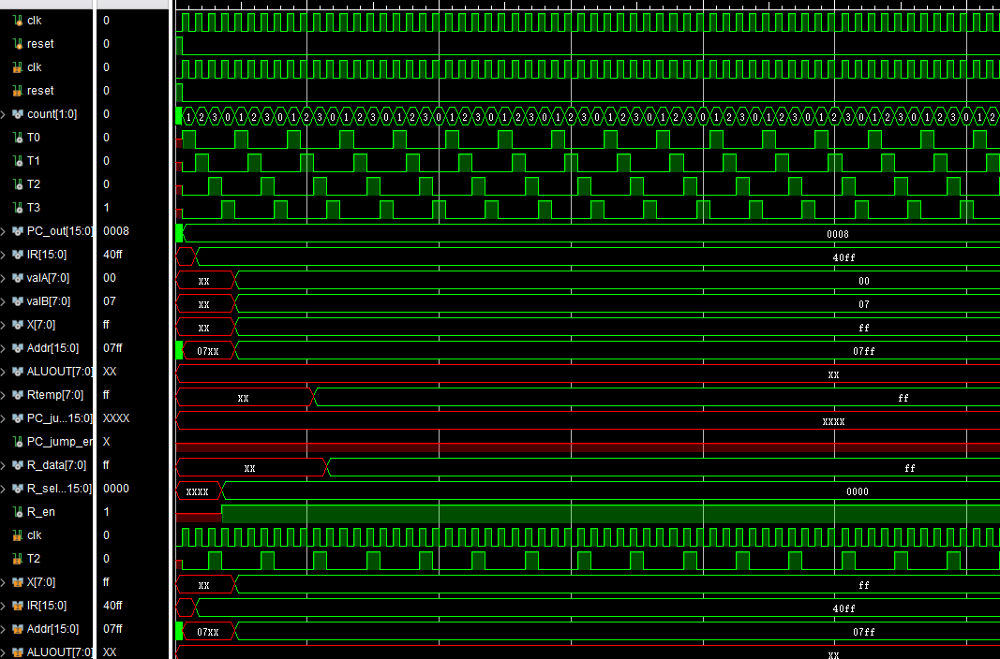 clk 0
reset 0
clk 0
reset 0
count[1:0] 0 1 2 3 0 1 2 3 0 1 2 3 0 1 2 3 0 1 2 3 0 1 2 3 0 1 2 3 0 1 2 3 0 1 2 3 0 1 2 3 0 1 2 3 0 1 2 3 0 1 2 3 0 1 2 3 0 1 2 3 0 1 2
T0 0
T1 0
T2 0
T3 1
PC_out[15:0] 0008 0008
IR[15:0] 40ff 40ff
valA[7:0] 00 XX 00
valB[7:0] 07 XX 07
X[7:0] ff XX ff
Addr[15:0] 07ff 07XX 07ff
ALUOUT[7:0] XX XX
Rtemp[7:0] ff XX ff
PC_ju...15:0] XXXX XXXX
PC_jump_en X
R_data[7:0] ff XX ff
R_sel...15:0] 0000 XXXX 0000
R_en 1
clk 0
T2 0
X[7:0] ff XX ff
IR[15:0] 40ff 40ff
Addr[15:0] 07ff 07XX 07ff
ALUOUT[7:0] XX XX